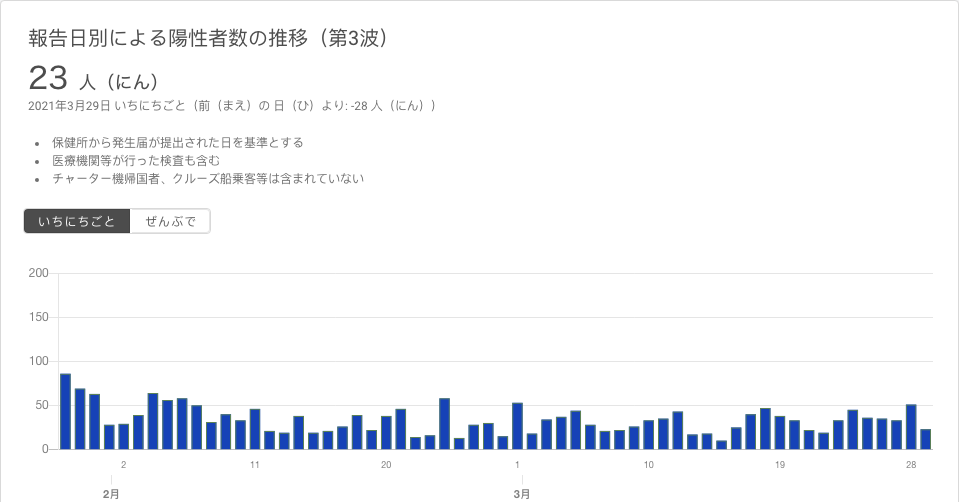 報告日別による陽性者数の推移（第3波）
23 人（にん）
2021年3月29日 いちにちごと（前（まえ）の 日（ひ）より: -28 人（にん））
保健所から発生届が提出された日を基準とする
医療機関等が行った検査も含む
チャーター機帰国者、クルーズ船乗客等は含まれていない
いちにちごと ぜんぶで
200
150
100
50
0
2 11 20 1 10 19 28
2月 3月